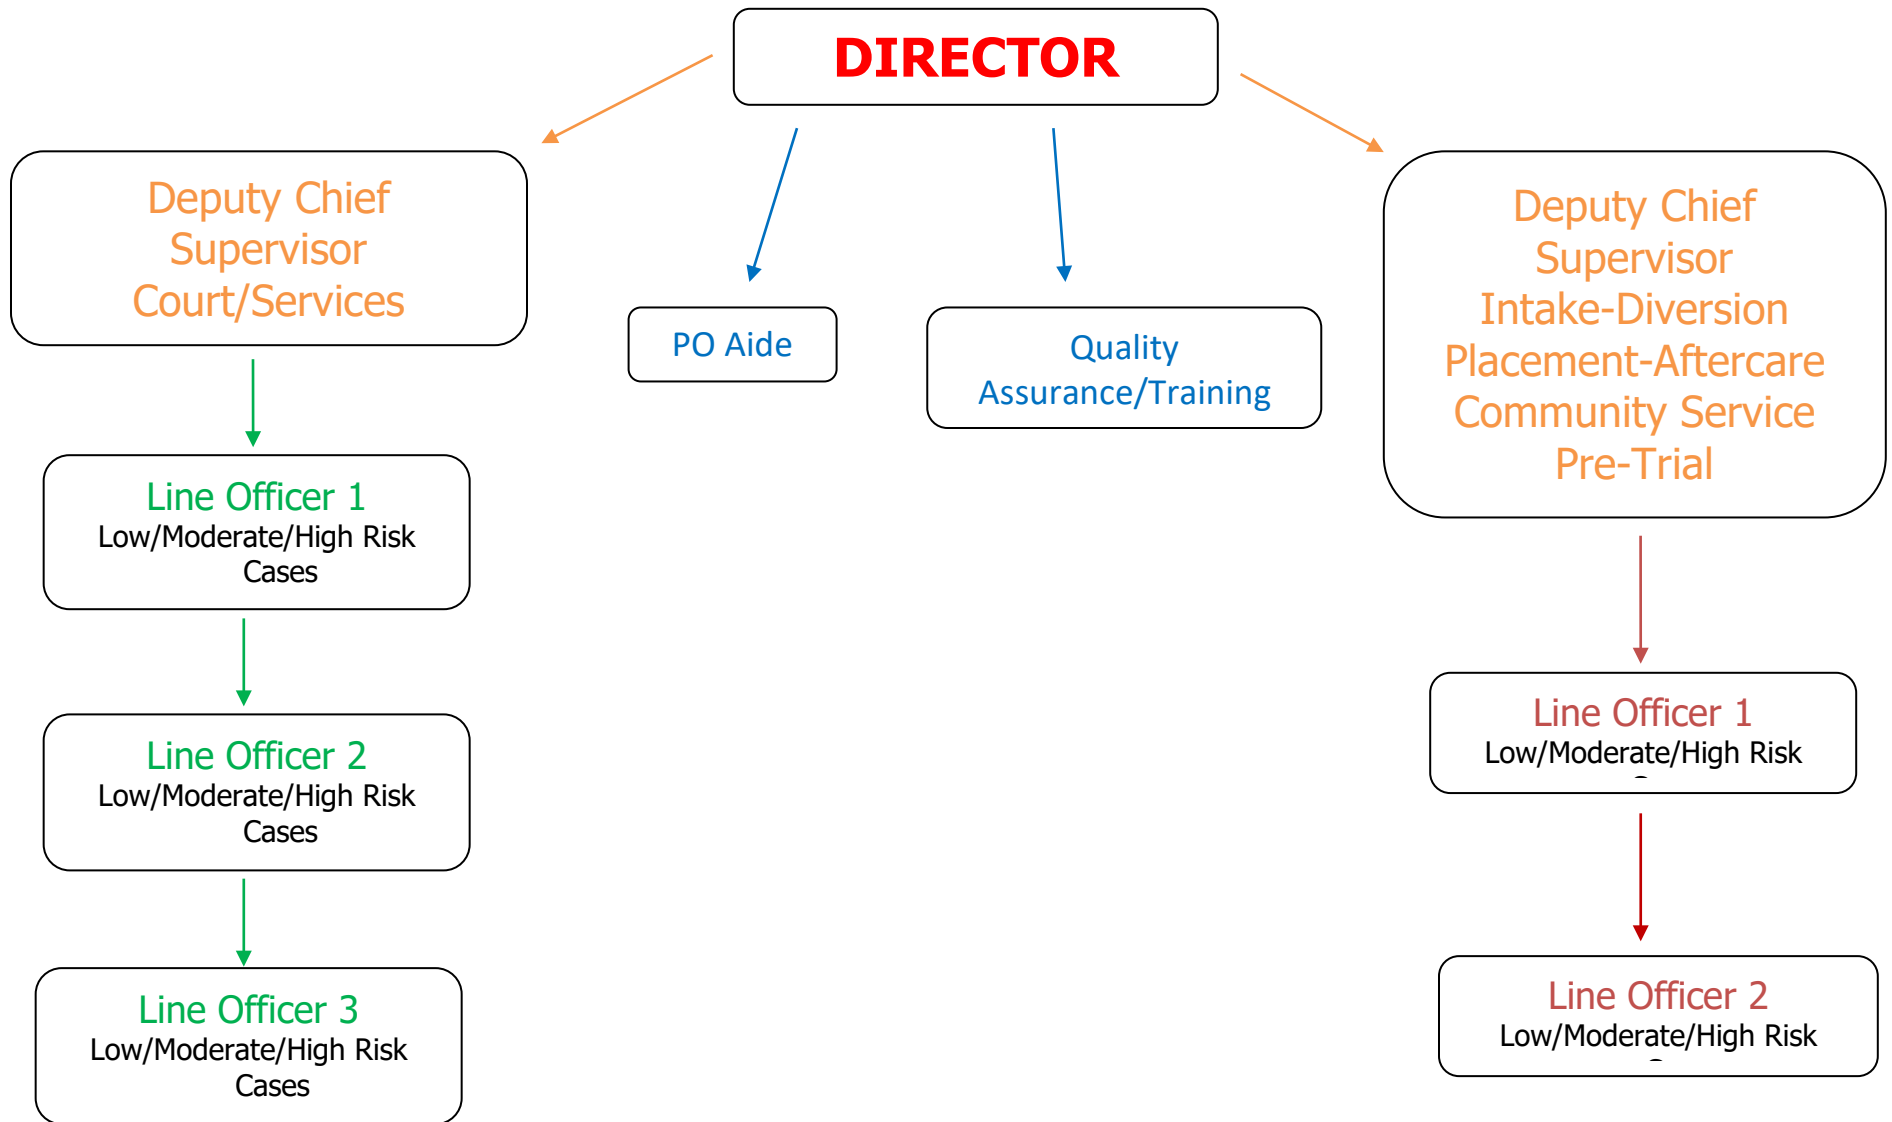 DIRECTOR
Deputy Chief
Supervisor
Court/Services
PO Aide
Quality
Assurance/Training
Deputy Chief
Supervisor
Intake-Diversion
Placement-Aftercare
Community Service
Pre-Trial
Line Officer 1
Low/Moderate/High Risk
Cases
Line Officer 2
Low/Moderate/High Risk
Cases
Line Officer 3
Low/Moderate/High Risk
Cases
Line Officer 1
Low/Moderate/High Risk
Line Officer 2
Low/Moderate/High Risk